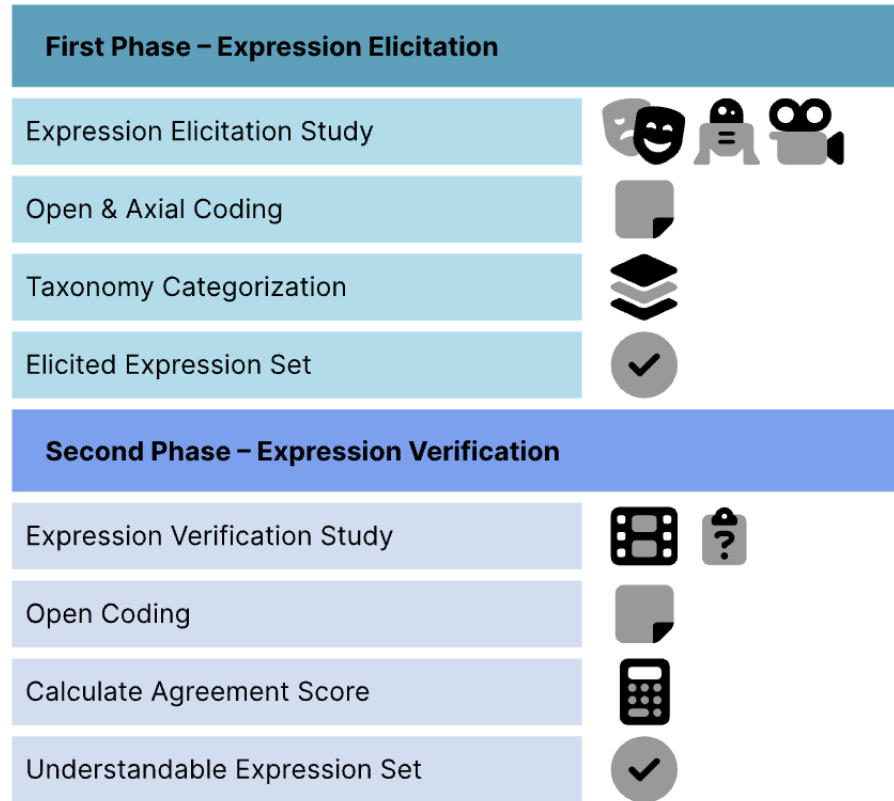 First Phase – Expression Elicitation
Expression Elicitation Study
Open & Axial Coding
Taxonomy Categorization
Elicited Expression Set
Second Phase – Expression Verification
Expression Verification Study
?
Open Coding
Calculate Agreement Score
Understandable Expression Set